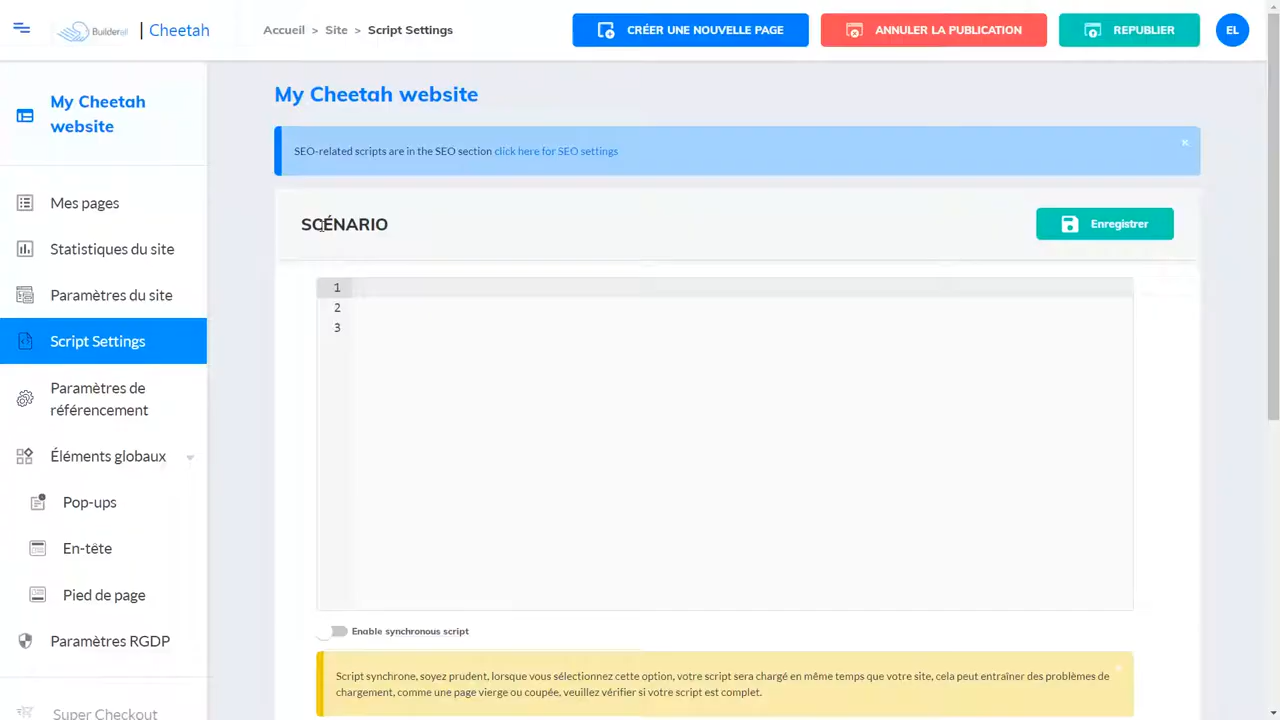 Builderall | Cheetah
Accueil > Site > Script Settings
CRÉER UNE NOUVELLE PAGE
ANNULER LA PUBLICATION
REPUBLIER
EL
My Cheetah
website
Mes pages
Statistiques du site
Paramètres du site
Script Settings
Paramètres de
référencement
Éléments globaux
Pop-ups
En-tête
Pied de page
Paramètres RGDP
Super Checkout
My Cheetah website
SEO-related scripts are in the SEO section click here for SEO settings
SCÉNARIO
Enregistrer
1
2
3
Enable synchronous script
Script synchrone, soyez prudent, lorsque vous sélectionnez cette option, votre script sera chargé en même temps que votre site, cela peut entraîner des problèmes de
chargement, comme une page vierge ou coupée, veuillez vérifier si votre script est complet.